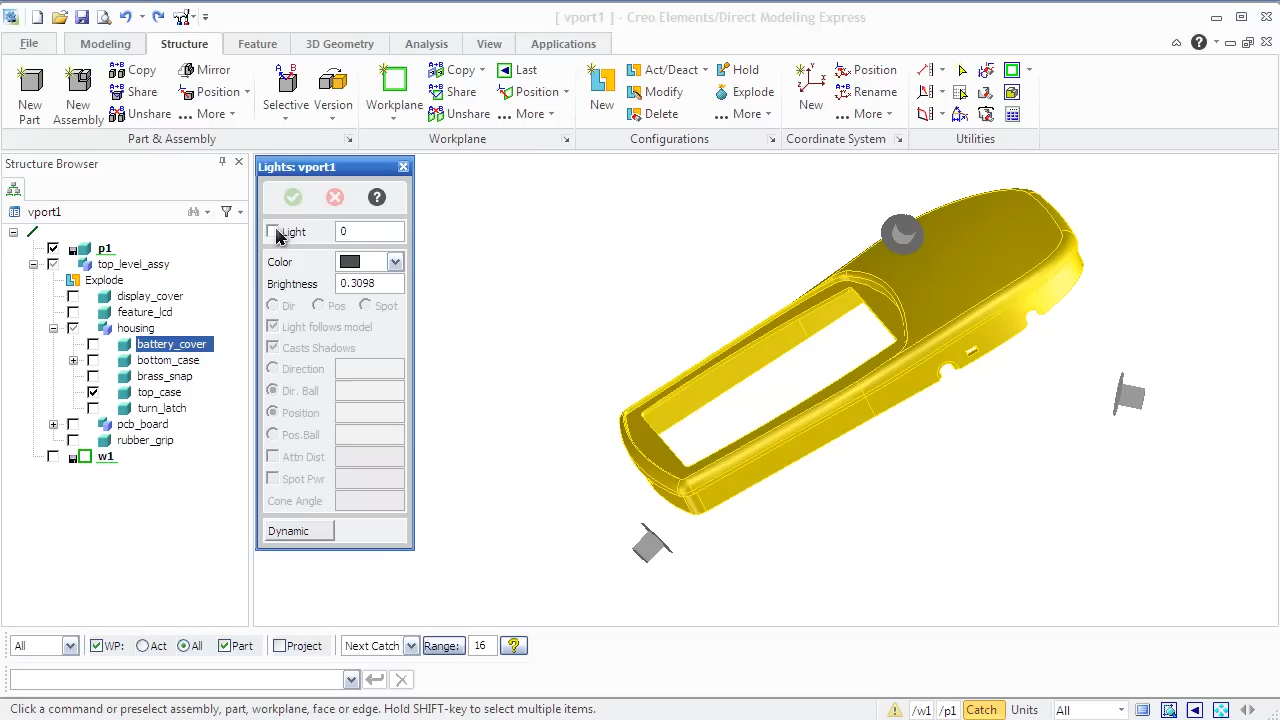 [ vport1 ] - Creo Elements/Direct Modeling Express
File
Modeling
Structure
Feature
3D Geometry
Analysis
View
Applications
New Part
New Assembly
Copy
Share
Unshare
Mirror
Position
More
Selective
Version
Workplane
Copy
Share
Unshare
Last
Position
More
New
Act/Deact
Modify
Delete
Hold
Explode
More
New
Position
Rename
More
Part & Assembly
Workplane
Configurations
Coordinate System
Utilities
Structure Browser
vport1
p1
top_level_assy
Explode
display_cover
feature_lcd
housing
battery_cover
bottom_case
brass_snap
top_case
turn_latch
pcb_board
rubber_grip
w1
Lights: vport1
Light 0
Color
Brightness 0.3098
Dir Pos Spot
Light follows model
Casts Shadows
Direction
Dir. Ball
Position
Pos.Ball
Attn Dist
Spot Pwr
Cone Angle
Dynamic
All WP: Act All Part Project Next Catch Range: 16
Click a command or preselect assembly, part, workplane, face or edge. Hold SHIFT-key to select multiple items.
/w1 /p1 Catch Units All